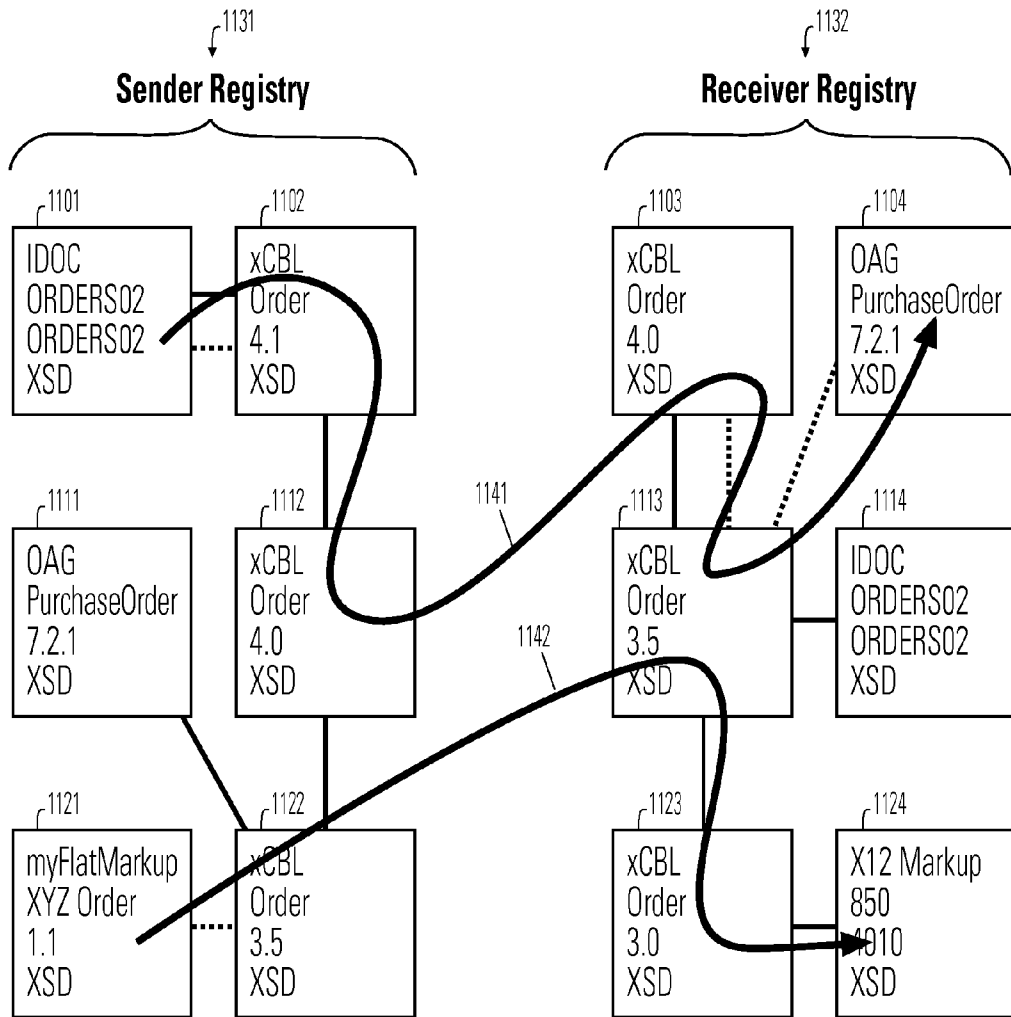 1131
1132
Sender Registry
Receiver Registry
1101
1102
1103
1104
IDOC
ORDERS02
ORDERS02
XSD
xCBL
Order
4.1
XSD
xCBL
Order
4.0
XSD
OAG
PurchaseOrder
7.2.1
XSD
1111
1112
1141
1113
1114
OAG
PurchaseOrder
7.2.1
XSD
xCBL
Order
4.0
XSD
xCBL
Order
3.5
XSD
IDOC
ORDERS02
ORDERS02
XSD
1142
1121
1122
1123
1124
myFlatMarkup
XYZ Order
1.1
XSD
xCBL
Order
3.5
XSD
xCBL
Order
3.0
XSD
X12 Markup
850
4010
XSD